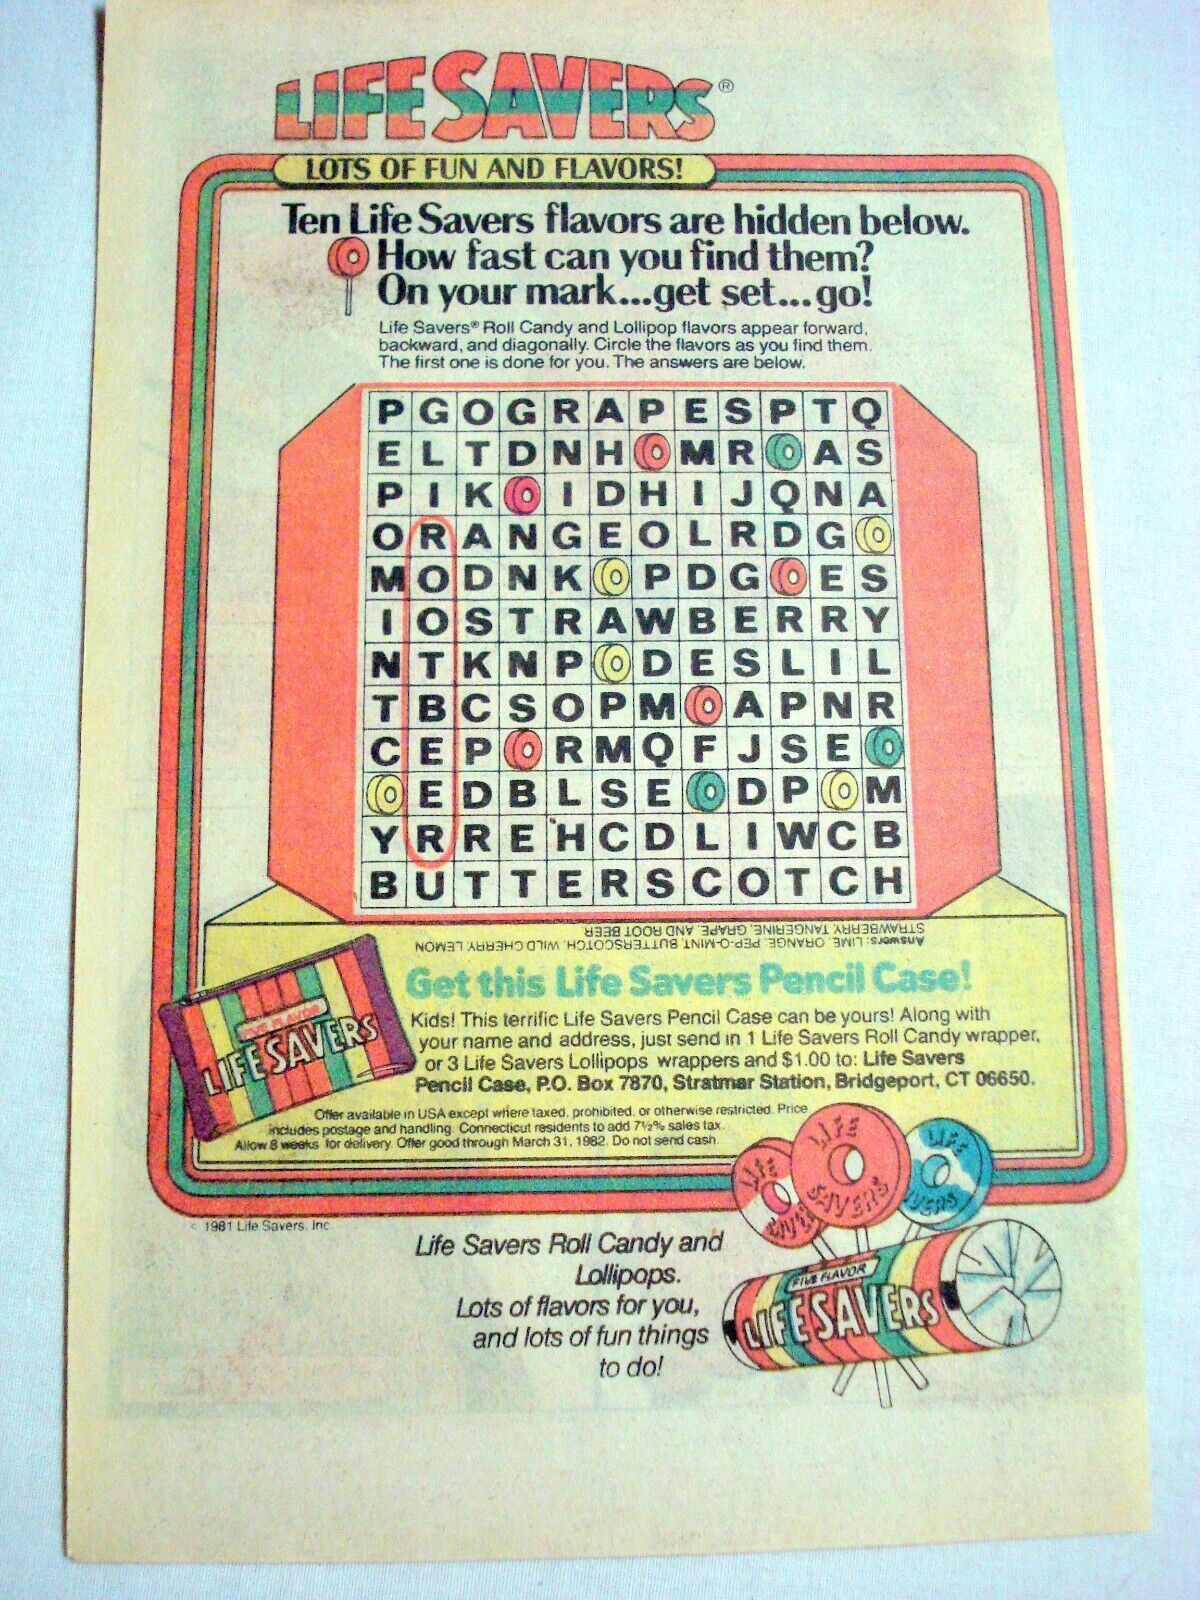 LIFE SAVERS®
LOTS OF FUN AND FLAVORS!
Ten Life Savers flavors are hidden below.
How fast can you find them?
On your mark...get set...go!
Life Savers® Roll Candy and Lollipop flavors appear forward,
backward, and diagonally. Circle the flavors as you find them.
The first one is done for you. The answers are below.
P G O G R A P E S P T Q
E L T D N H O M R O A S
P I K O I D H I J Q N A
O R A N G E O L R D G O
M O D N K O P D G O E S
I O S T R A W B E R R Y
N T K N P O D E S L I L
T B C S O P M O A P N R
C E P O R M Q F J S E O
O E D B L S E O D P O M
Y R R E H C D L I W C B
B U T T E R S C O T C H
Answers: LIME, ORANGE, PEP-O-MINT, BUTTERSCOTCH, WILD CHERRY, LEMON
STRAWBERRY, TANGERINE, GRAPE, AND ROOT BEER
Get this Life Savers Pencil Case!
Kids! This terrific Life Savers Pencil Case can be yours! Along with
your name and address, just send in 1 Life Savers Roll Candy wrapper,
or 3 Life Savers Lollipops wrappers and $1.00 to: Life Savers
Pencil Case, P.O. Box 7870, Stratmar Station, Bridgeport, CT 06650.
FIVE FLAVOR
LIFE SAVERS
Offer available in USA except where taxed, prohibited, or otherwise restricted. Price
includes postage and handling. Connecticut residents to add 7½% sales tax.
Allow 8 weeks for delivery. Offer good through March 31, 1982. Do not send cash.
© 1981 Life Savers, Inc.
LIFE SAVERS
LIFE SAVERS
LIFE SAVERS
Life Savers Roll Candy and
Lollipops.
Lots of flavors for you,
and lots of fun things
to do!
FIVE FLAVOR
LIFE SAVERS